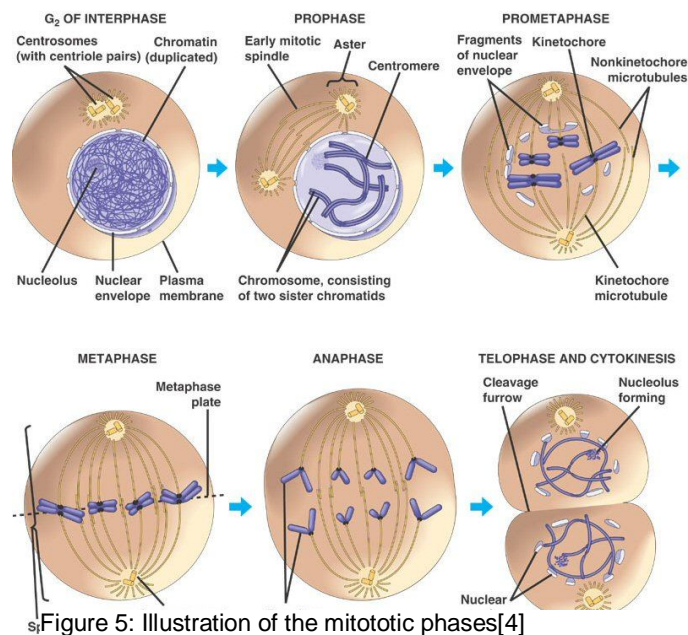 G₂ OF INTERPHASE
PROPHASE
PROMETAPHASE
Centrosomes
(with centriole pairs)
Chromatin
(duplicated)
Early mitotic
spindle
Aster
Centromere
Fragments
of nuclear
envelope
Kinetochore
Nonkinetochore
microtubules
Nucleolus
Nuclear
envelope
Plasma
membrane
Chromosome, consisting
of two sister chromatids
Kinetochore
microtubule
METAPHASE
ANAPHASE
TELOPHASE AND CYTOKINESIS
Metaphase
plate
Cleavage
furrow
Nucleolus
forming
Nuclear
Figure 5: Illustration of the mitototic phases[4]